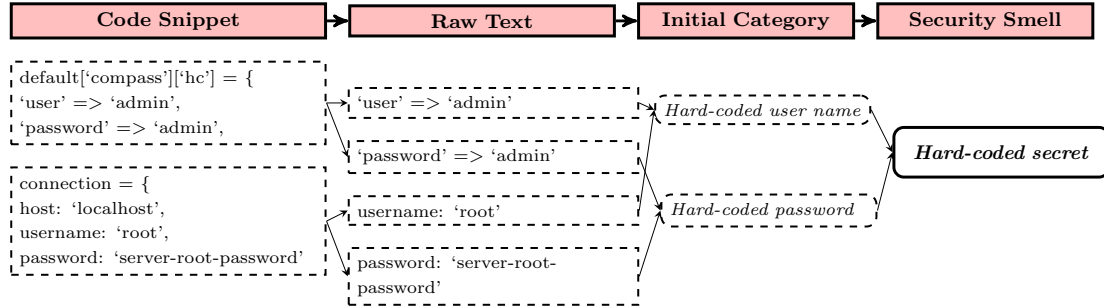 Code Snippet
Raw Text
Initial Category
Security Smell
default[‘compass’][‘hc’] = {
‘user’ => ‘admin’,
‘password’ => ‘admin’,
connection = {
host: ‘localhost’,
username: ‘root’,
password: ‘server-root-password’
‘user’ => ‘admin’
‘password’ => ‘admin’
username: ‘root’
password: ‘server-root-
password’
Hard-coded user name
Hard-coded password
Hard-coded secret